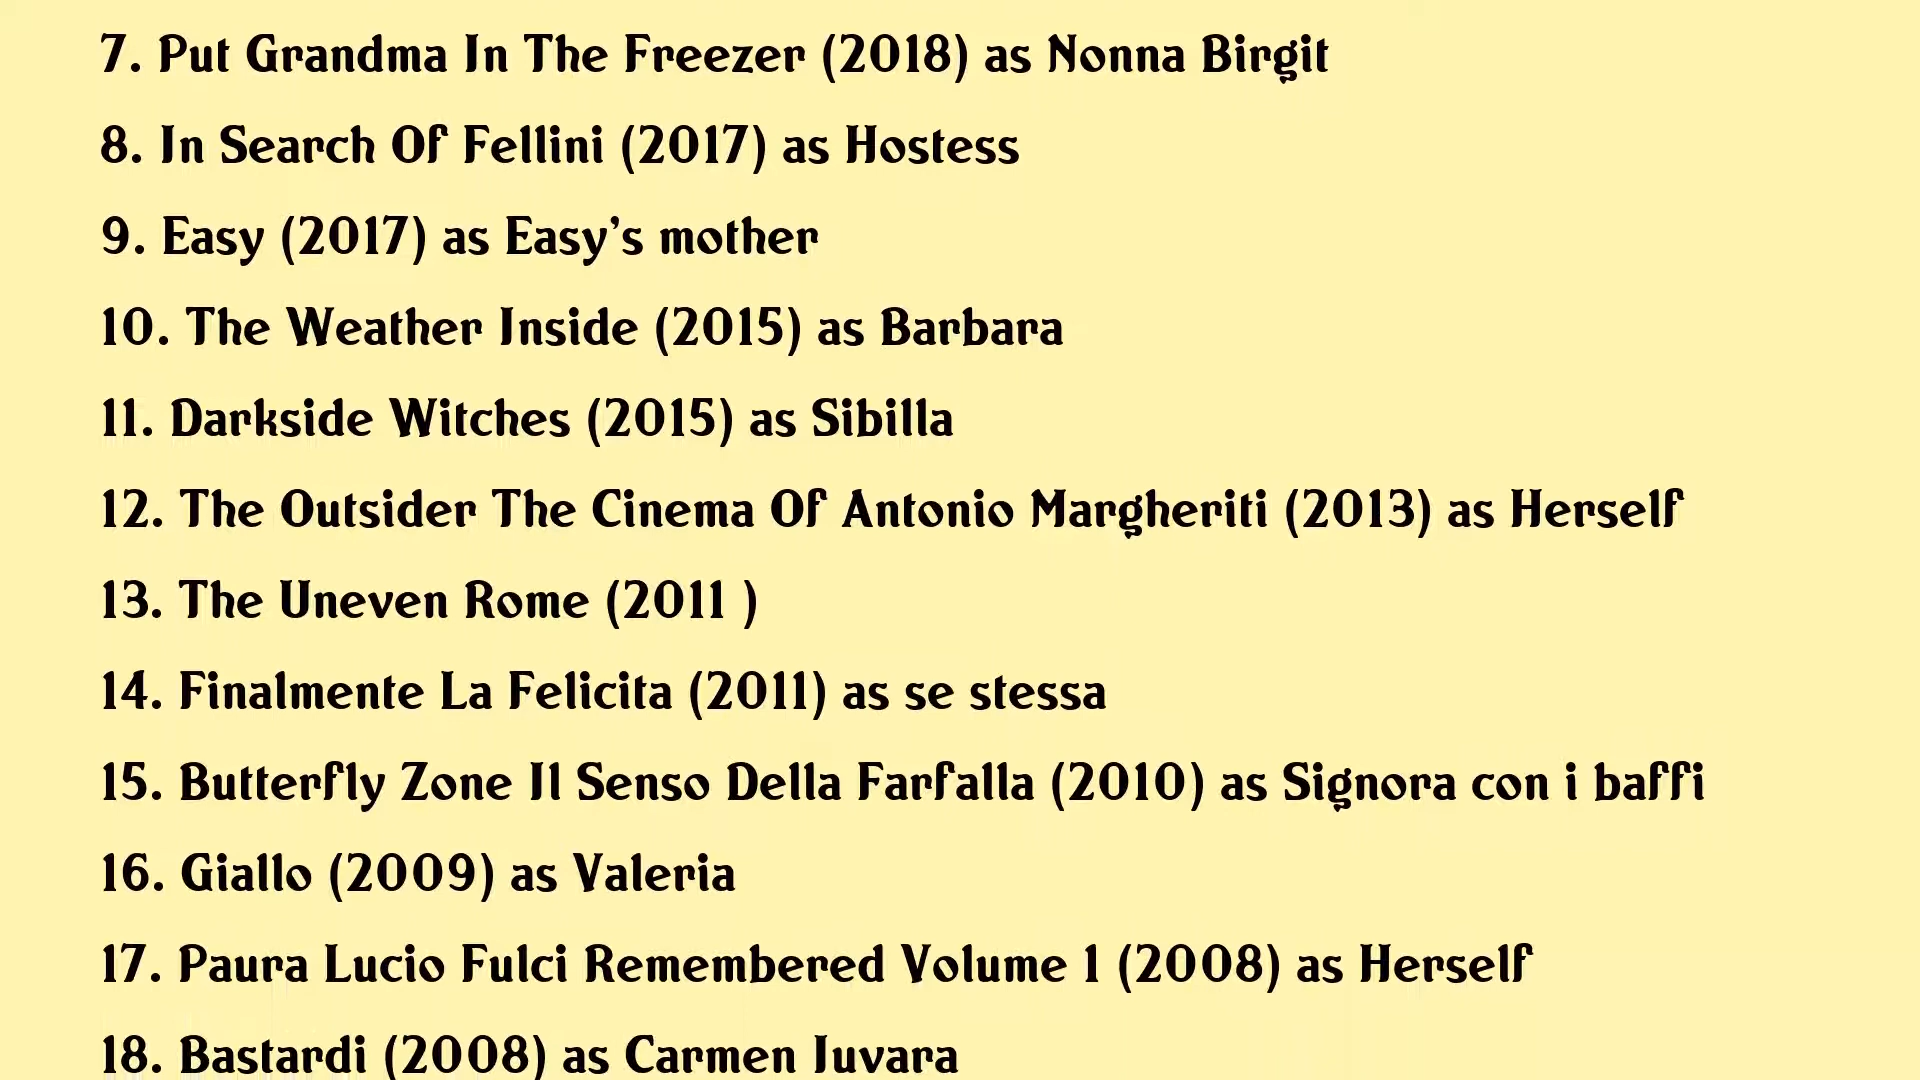 7. Put Grandma In The Freezer (2018) as Nonna Birgit
8. In Search Of Fellini (2017) as Hostess
9. Easy (2017) as Easy’s mother
10. The Weather Inside (2015) as Barbara
11. Darkside Witches (2015) as Sibilla
12. The Outsider The Cinema Of Antonio Margheriti (2013) as Herself
13. The Uneven Rome (2011 )
14. Finalmente La Felicita (2011) as se stessa
15. Butterfly Zone Il Senso Della Farfalla (2010) as Signora con i baffi
16. Giallo (2009) as Valeria
17. Paura Lucio Fulci Remembered Volume 1 (2008) as Herself
18. Bastardi (2008) as Carmen Iuvara